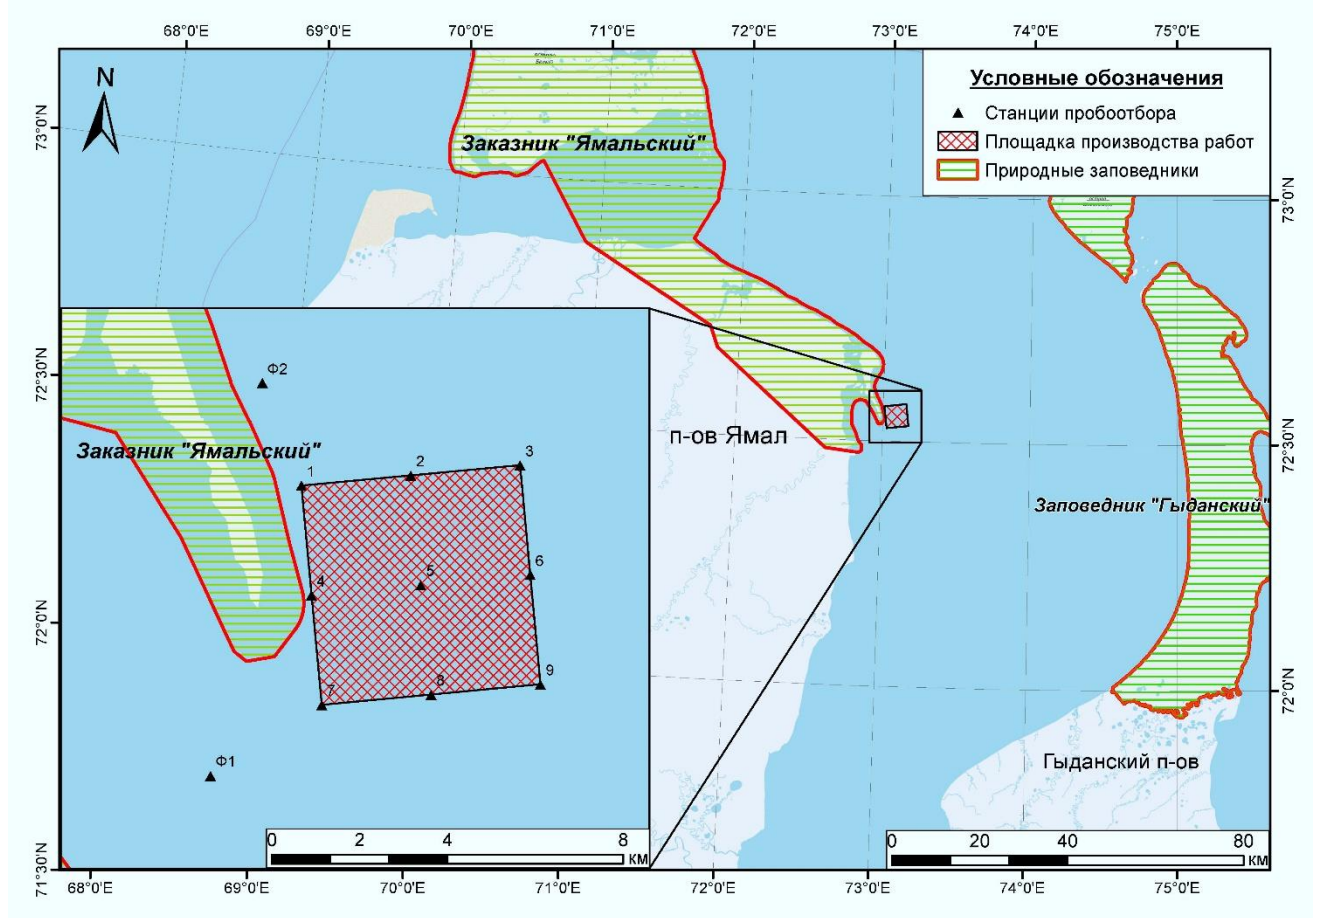 68°0'E 69°0'E 70°0'E 71°0'E 72°0'E 73°0'E 74°0'E 75°0'E
N
Условные обозначения
Станции пробоотбора
Площадка производства работ
Природные заповедники
73°0'N
Заказник "Ямальский"
73°0'N
72°30'N
Ф2
п-ов Ямал
72°30'N
Заказник "Ямальский"
1
2
3
Заповедник "Гыданский"
4
5
6
72°0'N
7
8
9
72°0'N
Ф1
Гыданский п-ов
0 2 4 8
КМ
0 20 40 80
КМ
71°30'N
68°0'E 69°0'E 70°0'E 71°0'E 72°0'E 73°0'E 74°0'E 75°0'E